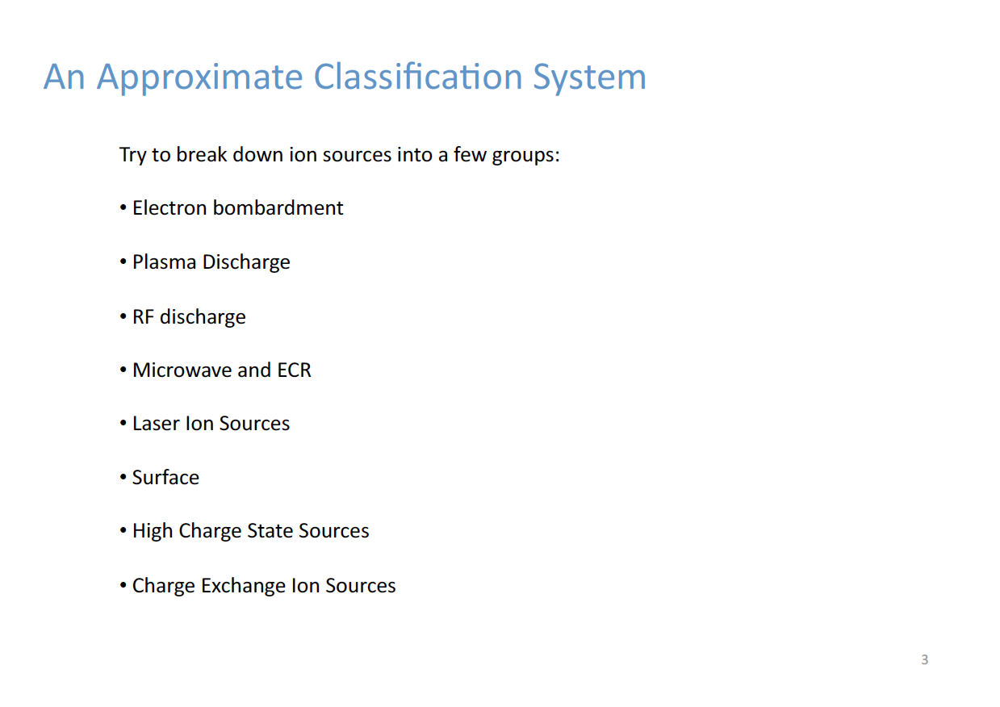 An Approximate Classification System
Try to break down ion sources into a few groups:
• Electron bombardment
• Plasma Discharge
• RF discharge
• Microwave and ECR
• Laser Ion Sources
• Surface
• High Charge State Sources
• Charge Exchange Ion Sources
3